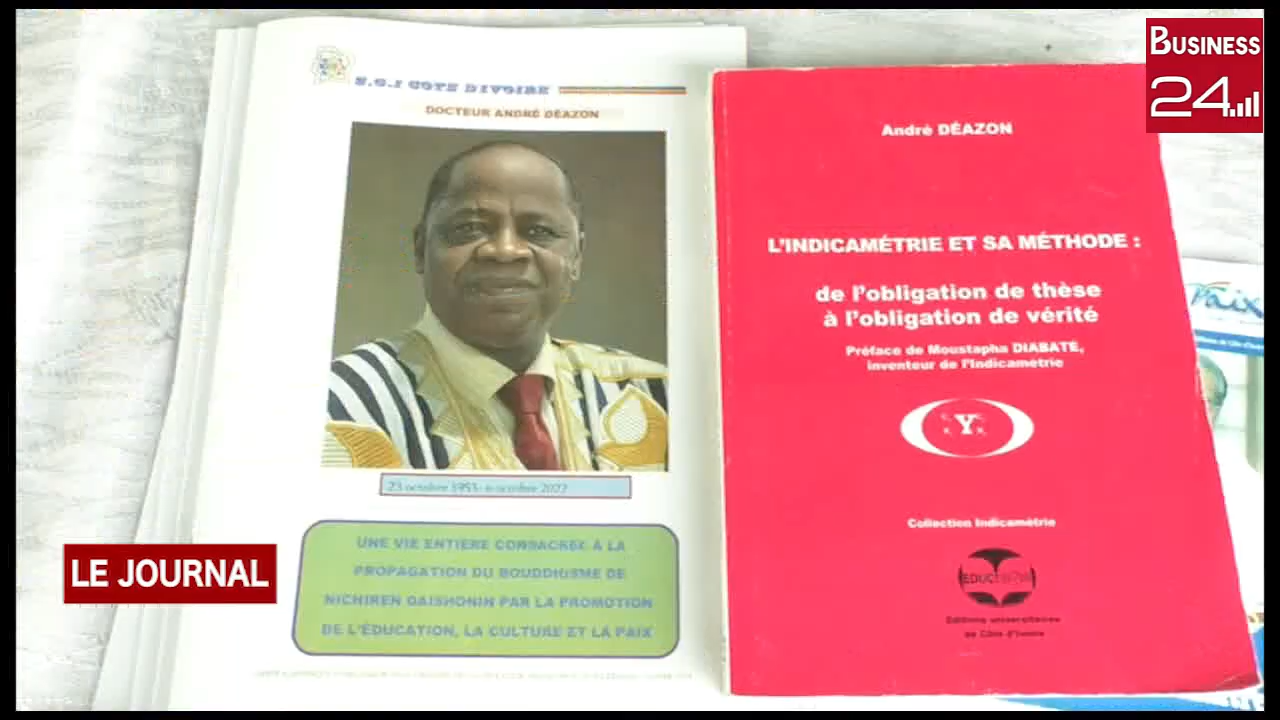 S.G.I COTE D'IVOIRE
DOCTEUR ANDRÉ DÉAZON
23 octobre 1953 - 6 octobre 2022
UNE VIE ENTIERE CONSACRÉE À LA
PROPAGATION DU BOUDDHISME DE
NICHIREN DAISHONIN PAR LA PROMOTION
DE L'ÉDUCATION, LA CULTURE ET LA PAIX
André DÉAZON
L'INDICAMÉTRIE ET SA MÉTHODE :
de l'obligation de thèse
à l'obligation de vérité
Préface de Moustapha DIABATE,
inventeur de l'Indicamétrie
Y
Collection Indicamétrie
EDUCI
Editions universitaires
de Côte d'Ivoire
Paix
BUSINESS
24
LE JOURNAL